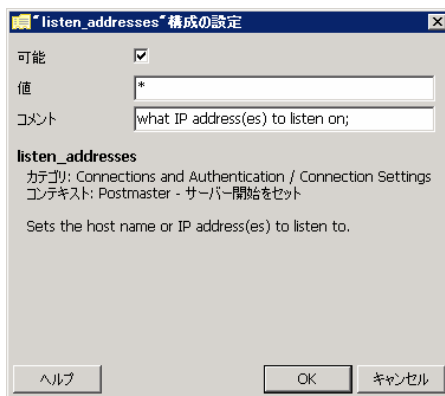 "listen_addresses"構成の設定
可能
値 *
コメント what IP address(es) to listen on;
listen_addresses
カテゴリ: Connections and Authentication / Connection Settings
コンテキスト: Postmaster - サーバー開始をセット
Sets the host name or IP address(es) to listen to.
ヘルプ OK キャンセル